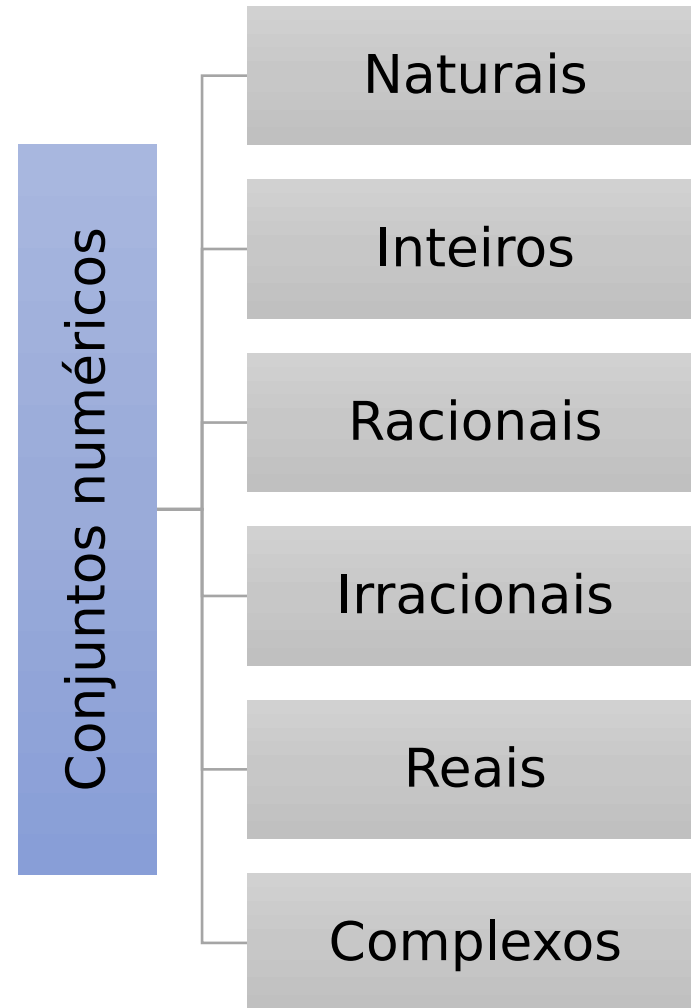 Conjuntos numéricos
Naturais
Inteiros
Racionais
Irracionais
Reais
Complexos